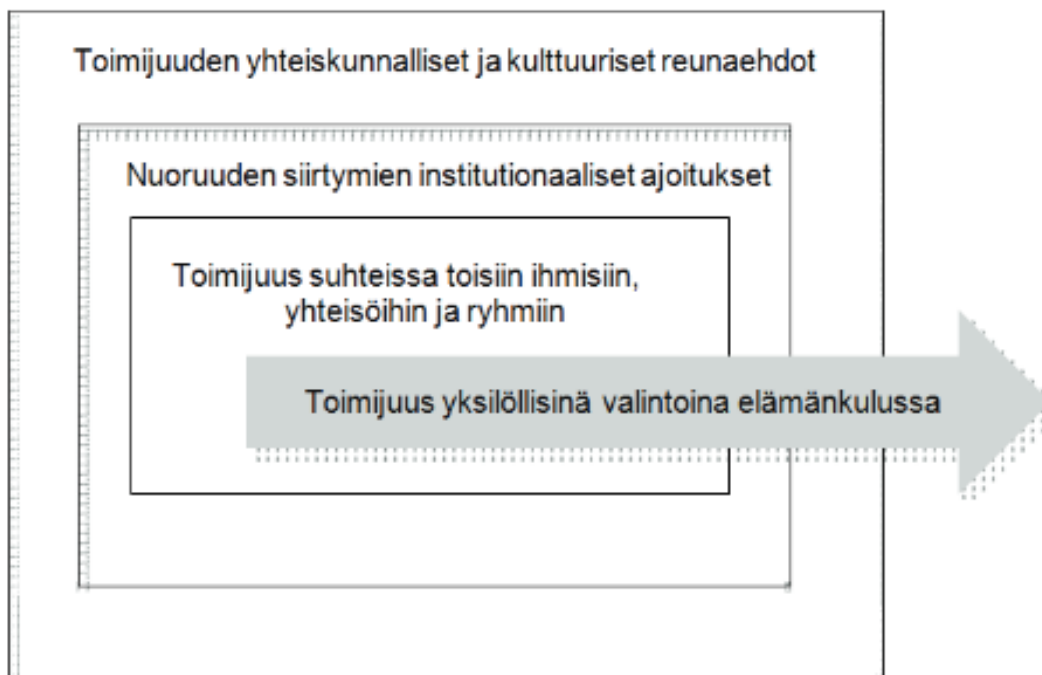 Toimijuuden yhteiskunnalliset ja kulttuuriset reunaehdot
Nuoruuden siirtymien institutionaaliset ajoitukset
Toimijuus suhteissa toisiin ihmisiin,
yhteisöihin ja ryhmiin
Toimijuus yksilöllisinä valintoina elämänkulussa